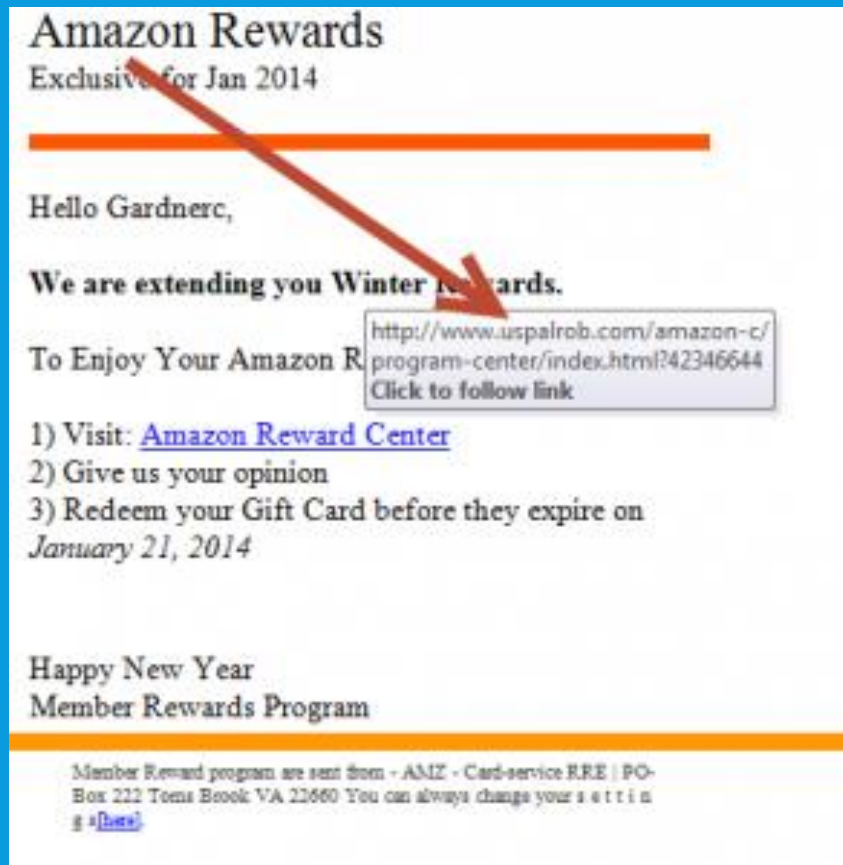 Amazon Rewards
Exclusive for Jan 2014
Hello Gardnerc,
We are extending you Winter Rewards.
http://www.uspalrob.com/amazon-c/
To Enjoy Your Amazon R program-center/index.html?42346644
Click to follow link
1) Visit: Amazon Reward Center
2) Give us your opinion
3) Redeem your Gift Card before they expire on
January 21, 2014
Happy New Year
Member Rewards Program
Member Reward program are sent from - AMZ - Card-service RRE | PO-
Box 222 Toms Brook VA 22660 You can always change your s e t t i n
g s[here].